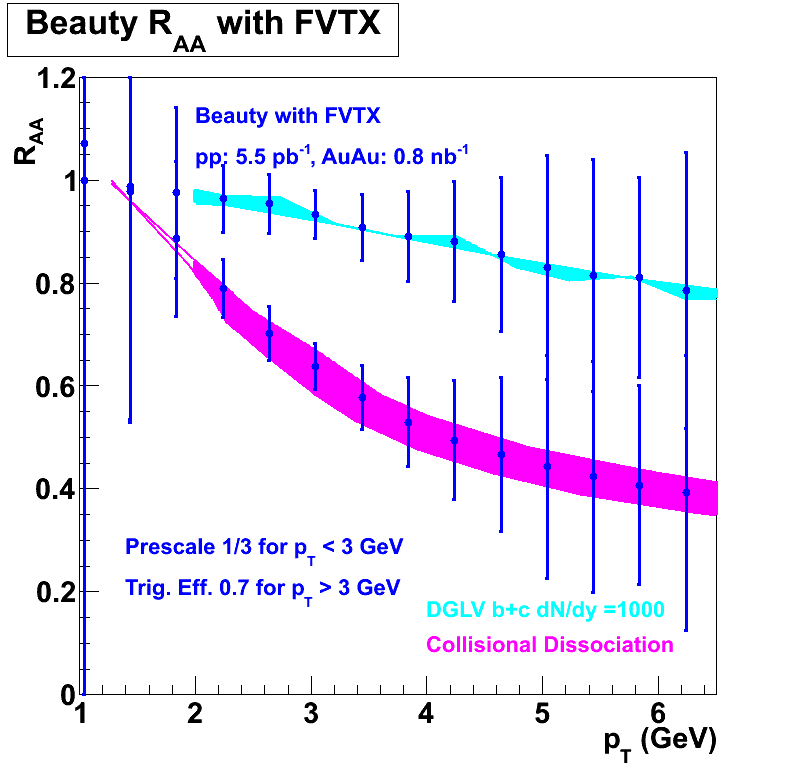 Beauty R_AA with FVTX
R_AA
1.2
1
0.8
0.6
0.4
0.2
0
Beauty with FVTX
pp: 5.5 pb^-1, AuAu: 0.8 nb^-1
Prescale 1/3 for p_T < 3 GeV
Trig. Eff. 0.7 for p_T > 3 GeV
DGLV b+c dN/dy =1000
Collisional Dissociation
1 2 3 4 5 6
p_T (GeV)